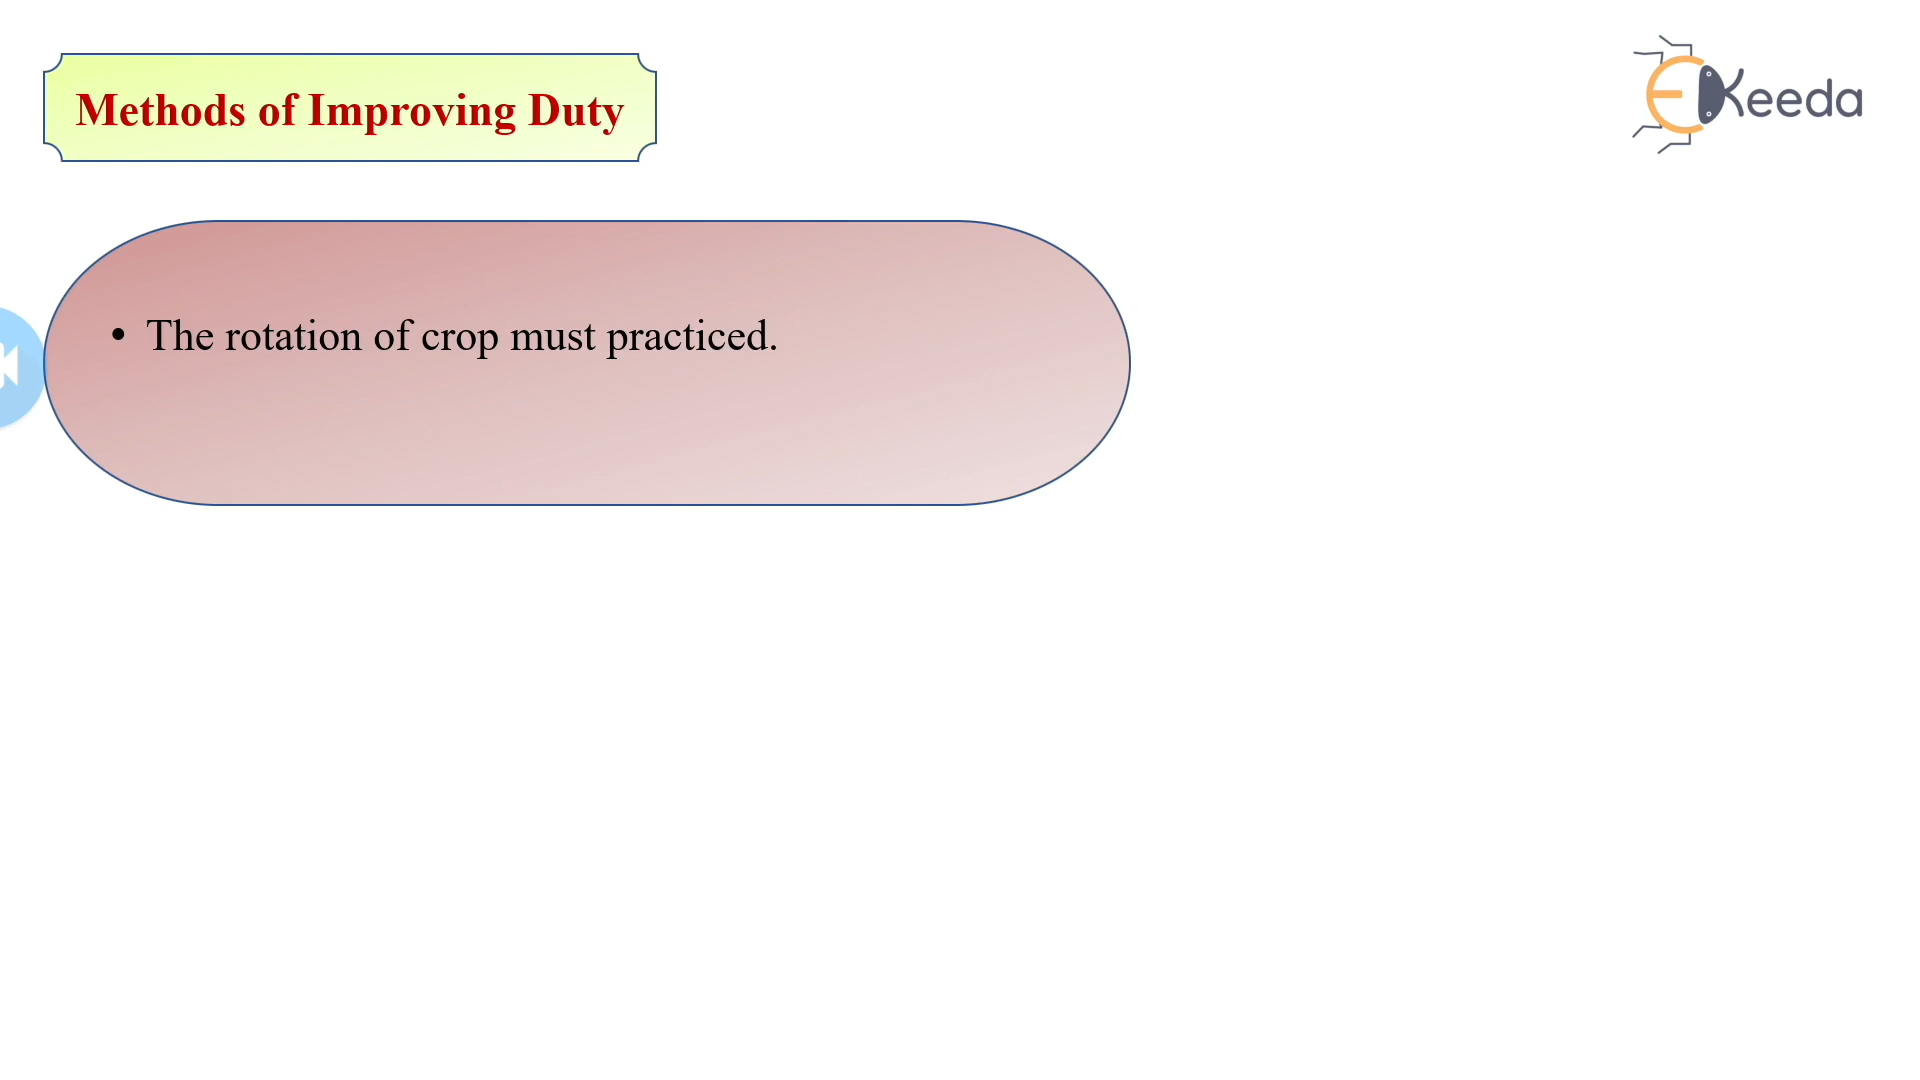 Methods of Improving Duty
EKeeda
• The rotation of crop must practiced.